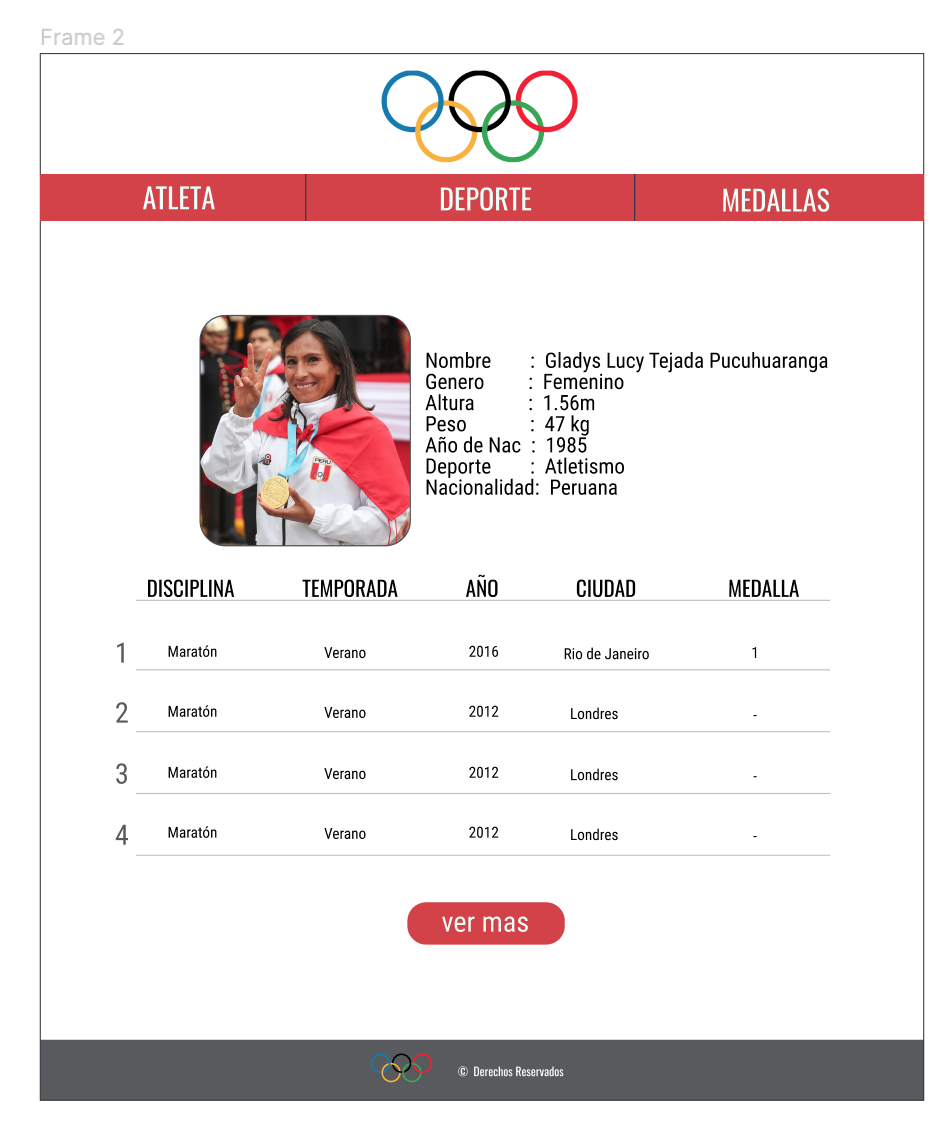 Frame 2
ATLETA DEPORTE MEDALLAS
Nombre : Gladys Lucy Tejada Pucuhuaranga
Genero : Femenino
Altura : 1.56m
Peso : 47 kg
Año de Nac : 1985
Deporte : Atletismo
Nacionalidad: Peruana
PERU
DISCIPLINA TEMPORADA AÑO CIUDAD MEDALLA
1 Maratón Verano 2016 Rio de Janeiro 1
2 Maratón Verano 2012 Londres -
3 Maratón Verano 2012 Londres -
4 Maratón Verano 2012 Londres -
ver mas
© Derechos Reservados